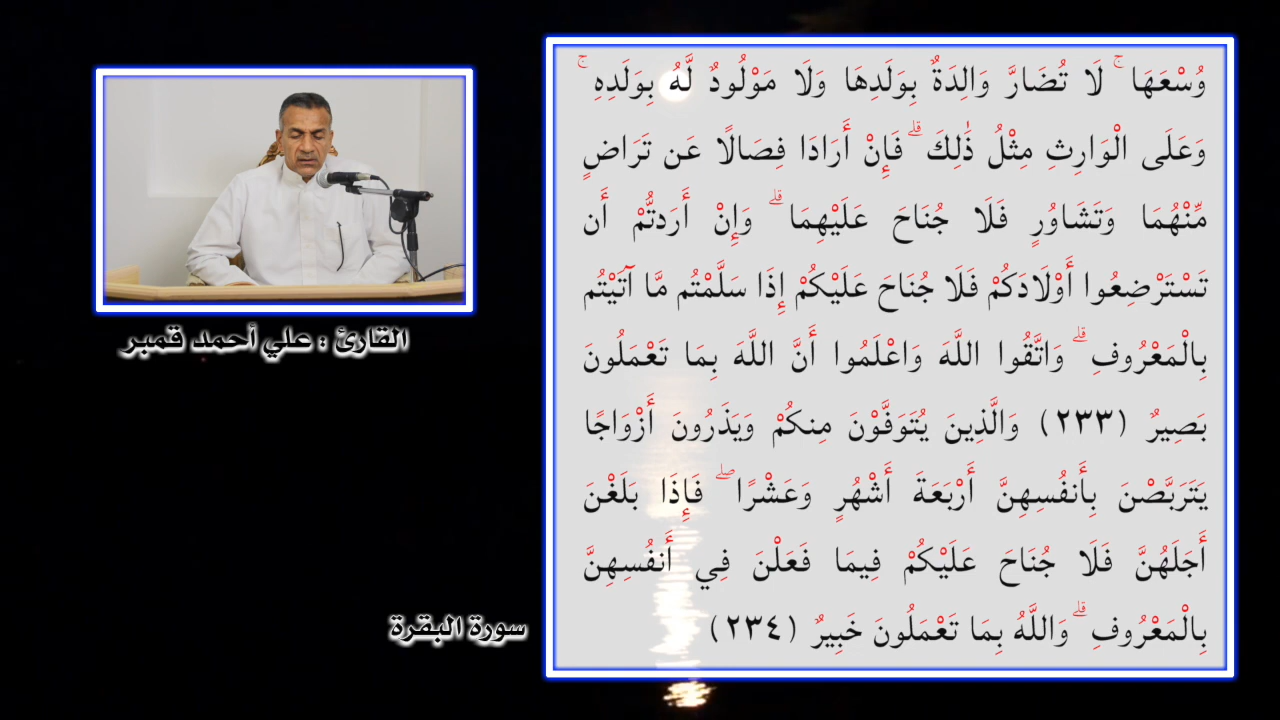 وُسْعَهَا ۚ لَا تُضَارَّ وَالِدَةٌ بِوَلَدِهَا وَلَا مَوْلُودٌ لَّهُ بِوَلَدِهِ ۚ
وَعَلَى الْوَارِثِ مِثْلُ ذَٰلِكَ ۗ فَإِنْ أَرَادَا فِصَالًا عَن تَرَاضٍ
مِّنْهُمَا وَتَشَاوُرٍ فَلَا جُنَاحَ عَلَيْهِمَا ۗ وَإِنْ أَرَدتُّمْ أَن
تَسْتَرْضِعُوا أَوْلَادَكُمْ فَلَا جُنَاحَ عَلَيْكُمْ إِذَا سَلَّمْتُم مَّا آتَيْتُم
بِالْمَعْرُوفِ ۗ وَاتَّقُوا اللَّهَ وَاعْلَمُوا أَنَّ اللَّهَ بِمَا تَعْمَلُونَ
بَصِيرٌ (٢٣٣) وَالَّذِينَ يُتَوَفَّوْنَ مِنكُمْ وَيَذَرُونَ أَزْوَاجًا
يَتَرَبَّصْنَ بِأَنفُسِهِنَّ أَرْبَعَةَ أَشْهُرٍ وَعَشْرًا ۖ فَإِذَا بَلَغْنَ
أَجَلَهُنَّ فَلَا جُنَاحَ عَلَيْكُمْ فِيمَا فَعَلْنَ فِي أَنفُسِهِنَّ
بِالْمَعْرُوفِ ۗ وَاللَّهُ بِمَا تَعْمَلُونَ خَبِيرٌ (٢٣٤)
القارئ : علي أحمد قمبر
سورة البقرة